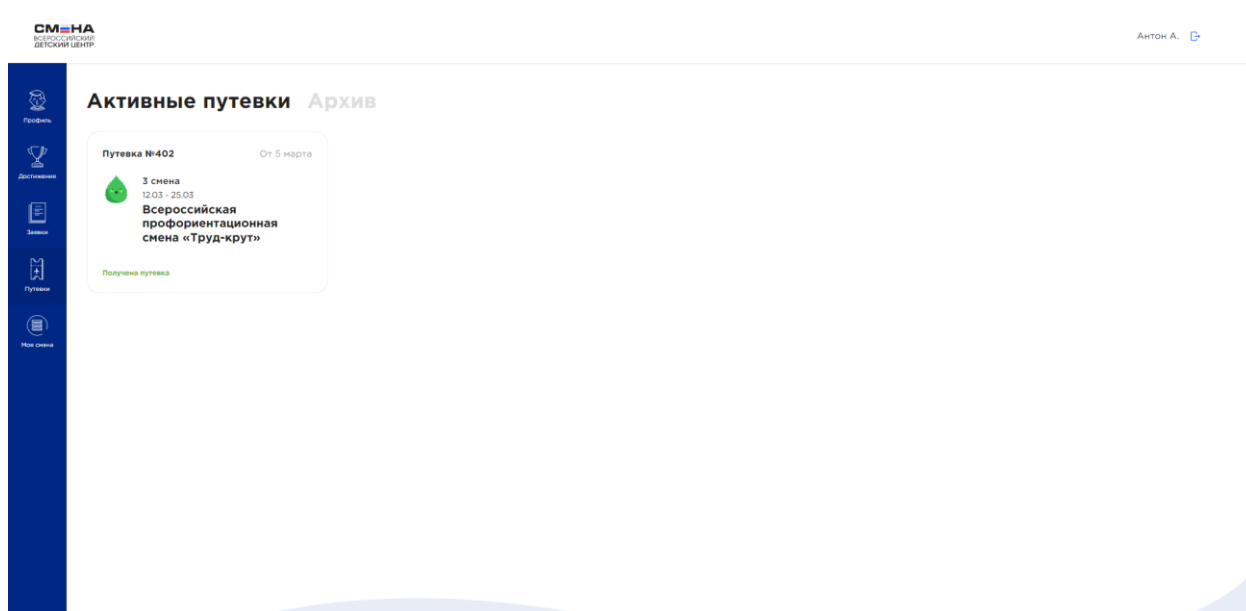 СМЕНА
ВСЕРОССИЙСКИЙ
ДЕТСКИЙ ЦЕНТР
Антон А.
Профиль
Достижения
Заявки
Путевки
Моя смена
Активные путевки Архив
Путевка №402 От 5 марта
3 смена
12.03 - 25.03
Всероссийская
профориентационная
смена «Труд-крут»
Получена путевка